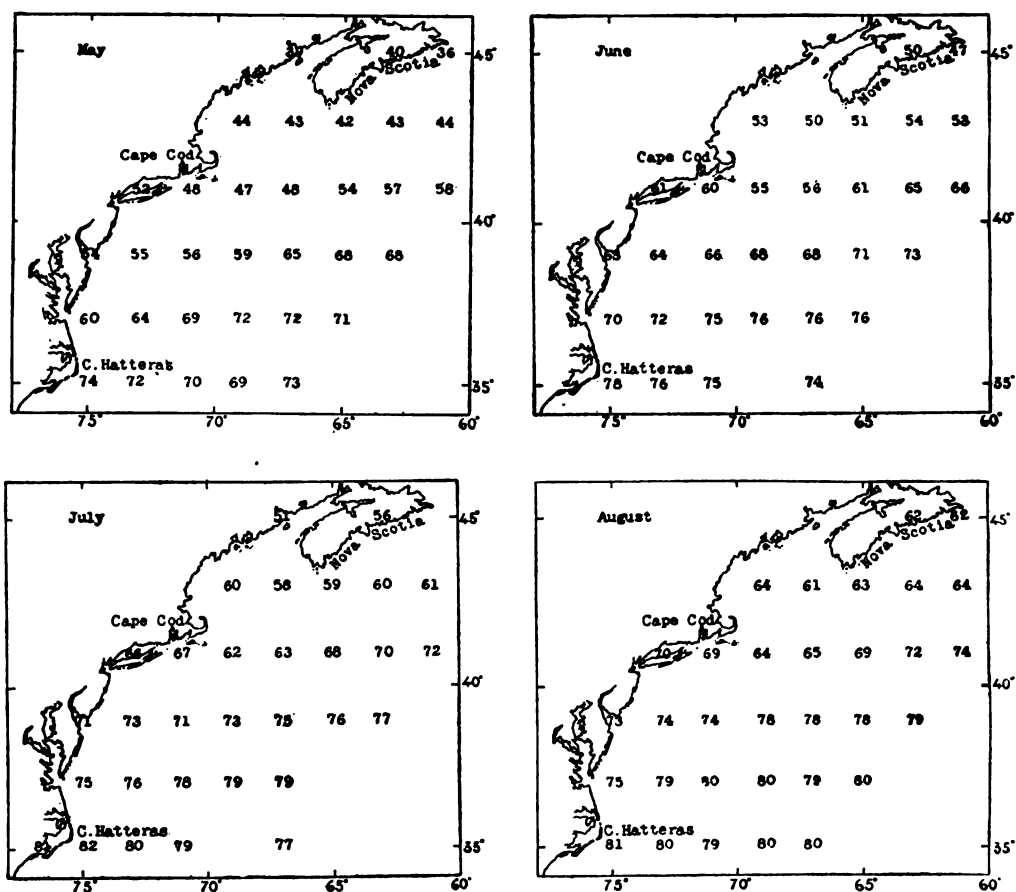 May
40 36 45°
Nova Scotia
44 43 42 43 44
Cape Cod
52 48 47 48 54 57 58
40°
55 56 59 65 68 68
60 64 69 72 72 71
C.Hatteras
74 72 70 69 73 35°
75° 70° 65° 60°
June
50 47 45°
Nova Scotia
53 50 51 54 53
Cape Cod
61 60 55 56 61 65 66
40°
64 66 68 68 71 73
70 72 75 76 76 76
C.Hatteras
78 76 75 74 35°
75° 70° 65° 60°
July
51 56 45°
Nova Scotia
60 58 59 60 61
Cape Cod
67 62 63 68 70 72
40°
73 71 73 75 76 77
75 76 78 79 79
C.Hatteras
82 80 79 77 35°
75° 70° 65° 60°
August
62 62 45°
Nova Scotia
64 61 63 64 64
Cape Cod
70 69 64 65 69 72 74
40°
74 74 78 78 78 79
75 79 80 80 79 80
C.Hatteras
81 80 79 80 80 35°
75° 70° 65° 60°